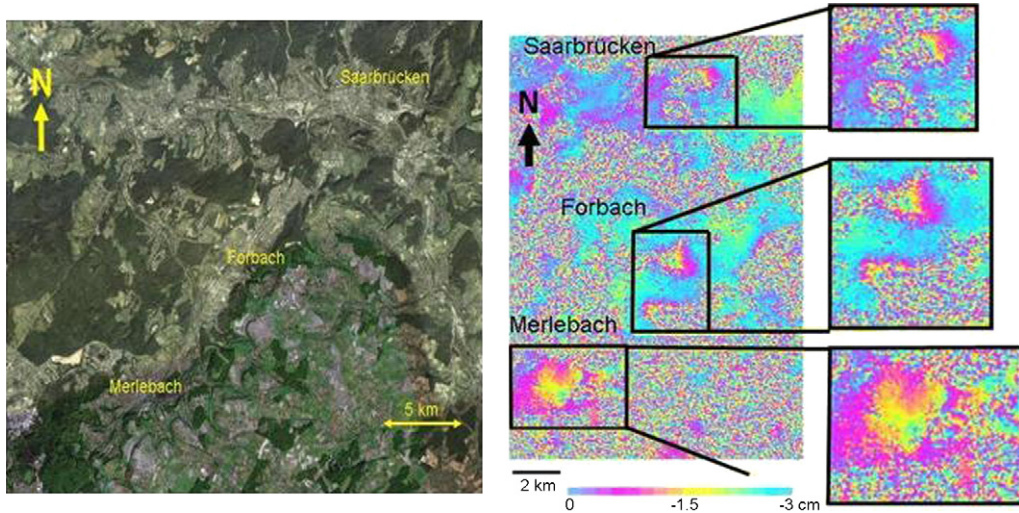 Saarbrücken
N
Forbach
Merlebach
5 km
Saarbrücken
N
Forbach
Merlebach
2 km
0 -1.5 -3 cm